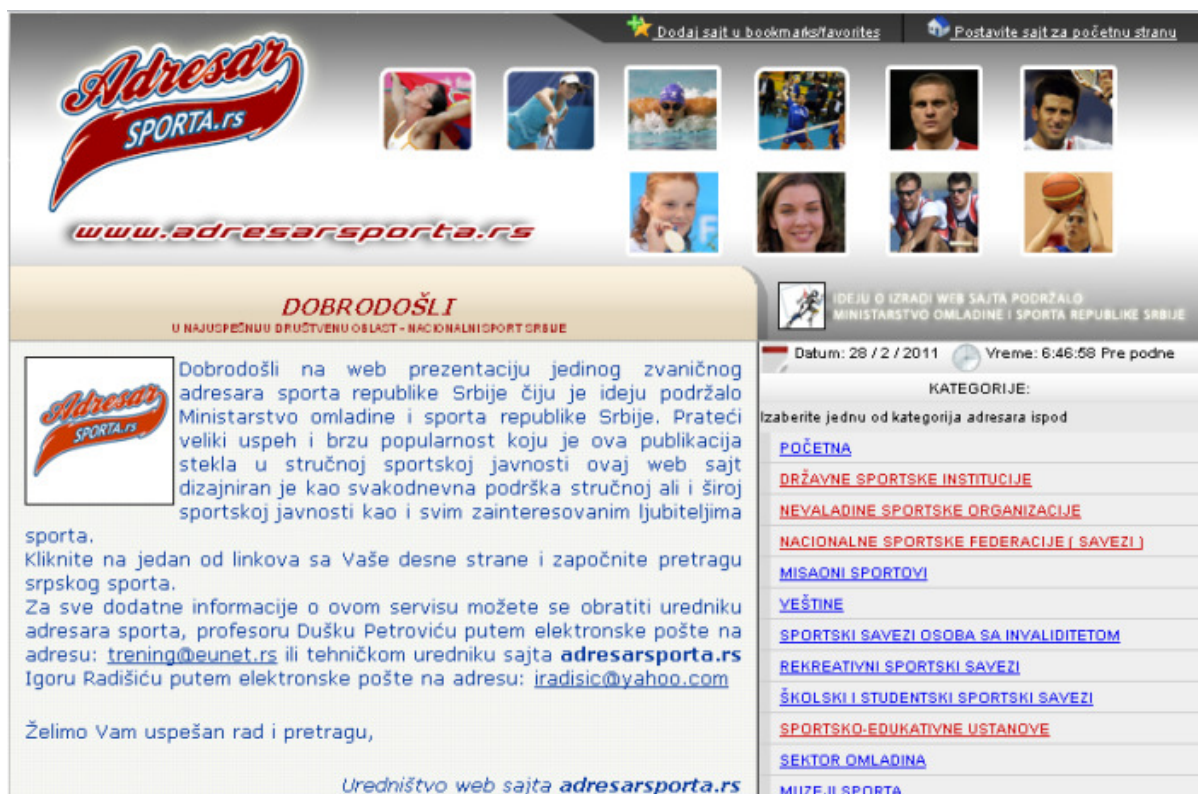 Dodaj sajt u bookmarks/favorites
Postavite sajt za početnu stranu
Adresar
SPORTA.rs
www.adresarsporta.rs
DOBRODOŠLI
U NAJUSPEŠNIJU DRUŠTVENU OBLAST - NACIONALNI SPORT SRBIJE
IDEJU O IZRADI WEB SAJTA PODRŽALO
MINISTARSTVO OMLADINE I SPORTA REPUBLIKE SRBIJE
Adresar
SPORTA.rs
Dobrodošli na web prezentaciju jedinog zvaničnog
adresara sporta republike Srbije čiju je ideju podržalo
Ministarstvo omladine i sporta republike Srbije. Prateći
veliki uspeh i brzu popularnost koju je ova publikacija
stekla u stručnoj sportskoj javnosti ovaj web sajt
dizajniran je kao svakodnevna podrška stručnoj ali i široj
sportskoj javnosti kao i svim zainteresovanim ljubiteljima
sporta.
Kliknite na jedan od linkova sa Vaše desne strane i započnite pretragu
srpskog sporta.
Za sve dodatne informacije o ovom servisu možete se obratiti uredniku
adresara sporta, profesoru Dušku Petroviću putem elektronske pošte na
adresu: trening@eunet.rs ili tehničkom uredniku sajta adresarsporta.rs
Igoru Radišiću putem elektronske pošte na adresu: iradisic@yahoo.com
Želimo Vam uspešan rad i pretragu,
Uredništvo web sajta adresarsporta.rs
Datum: 28 / 2 / 2011 Vreme: 6:46:58 Pre podne
KATEGORIJE:
Izaberite jednu od kategorija adresara ispod
POČETNA
DRŽAVNE SPORTSKE INSTITUCIJE
NEVALADINE SPORTSKE ORGANIZACIJE
NACIONALNE SPORTSKE FEDERACIJE ( SAVEZI )
MISAONI SPORTOVI
VEŠTINE
SPORTSKI SAVEZI OSOBA SA INVALIDITETOM
REKREATIVNI SPORTSKI SAVEZI
ŠKOLSKI I STUDENTSKI SPORTSKI SAVEZI
SPORTSKO-EDUKATIVNE USTANOVE
SEKTOR OMLADINA
MUZEJI SPORTA